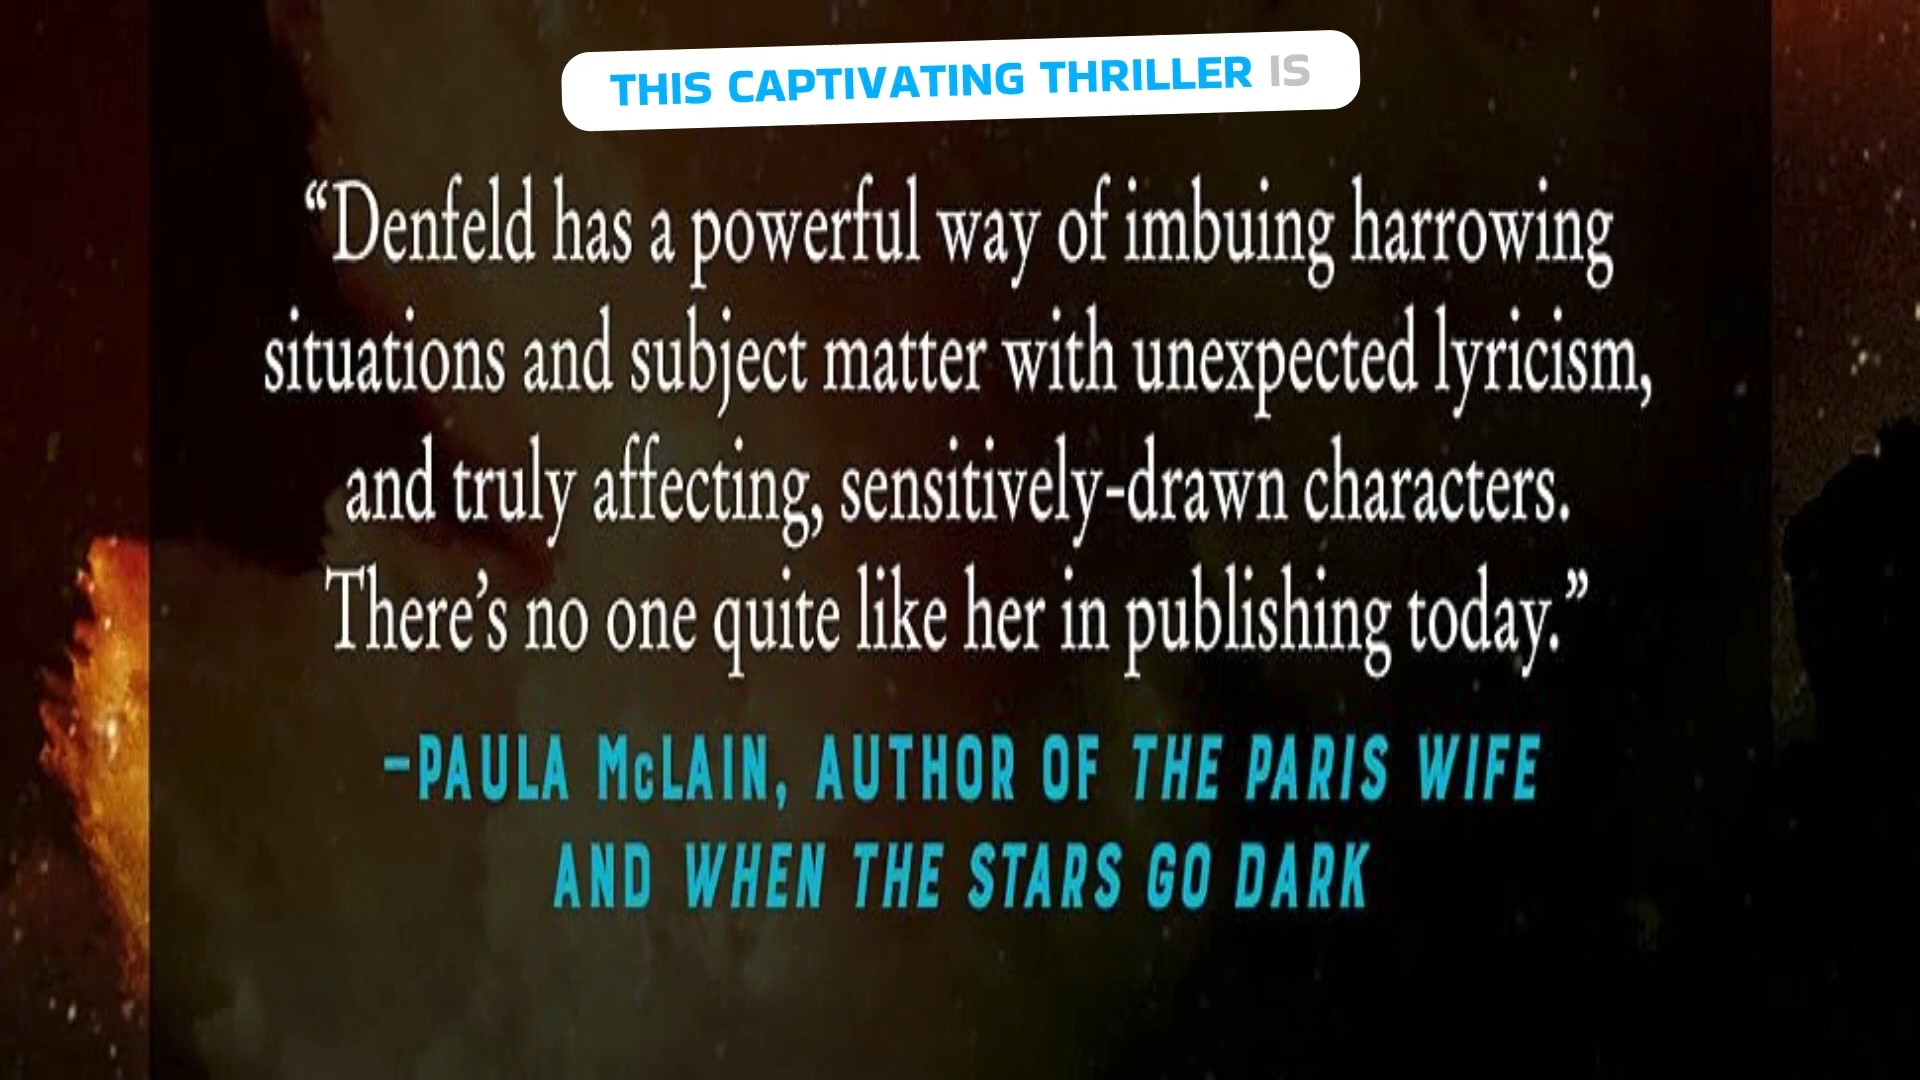 THIS CAPTIVATING THRILLER IS
“Denfeld has a powerful way of imbuing harrowing
situations and subject matter with unexpected lyricism,
and truly affecting, sensitively-drawn characters.
There’s no one quite like her in publishing today.”
–PAULA McLAIN, AUTHOR OF THE PARIS WIFE
AND WHEN THE STARS GO DARK